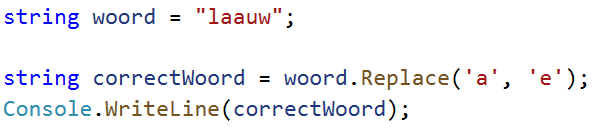 string woord = "laauw";
string correctWoord = woord.Replace('a', 'e');
Console.WriteLine(correctWoord);